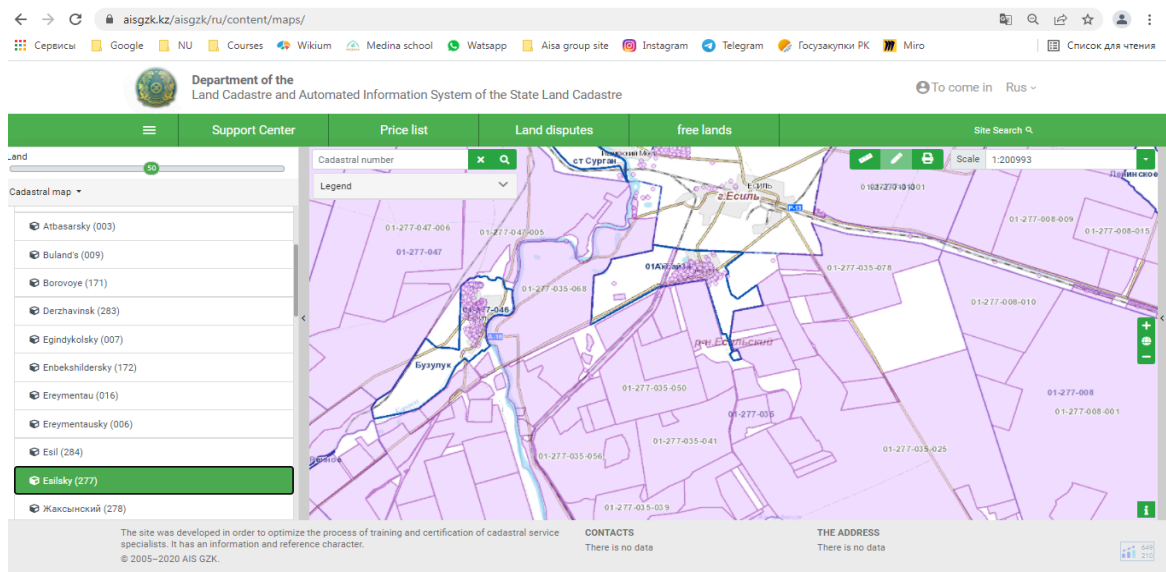 aisgzk.kz/aisgzk/ru/content/maps/
Сервисы Google NU Courses Wikium Medina school Watsapp Aisa group site Instagram Telegram Госузакупки РК Miro Список для чтения
Department of the
Land Cadastre and Automated Information System of the State Land Cadastre
To come in Rus
Support Center Price list Land disputes free lands Site Search
Land
50
Cadastral map
Atbasarsky (003)
Buland's (009)
Borovoye (171)
Derzhavinsk (283)
Egindykolsky (007)
Enbekshildersky (172)
Ereymentau (016)
Ereymentausky (006)
Esil (284)
Esilsky (277)
Жаксынский (278)
Cadastral number
Legend
Scale 1:200993
ст Сурган
ЕСИЛЬ
г.Есиль
P-13
01-277-008-009
01-277-008-015
01-277-047-006
01-277-047-005
01-277-047
01-277-035-078
01-277-035-068
01-277-008-010
р-н Есильский
Бузулук
01-277-035-050
01-277-008
01-277-008-001
01-277-035
01-277-035-041
01-277-035-025
01-277-035-056
01-277-035-039
The site was developed in order to optimize the process of training and certification of cadastral service
specialists. It has an information and reference character.
© 2005–2020 AIS GZK.
CONTACTS
There is no data
THE ADDRESS
There is no data